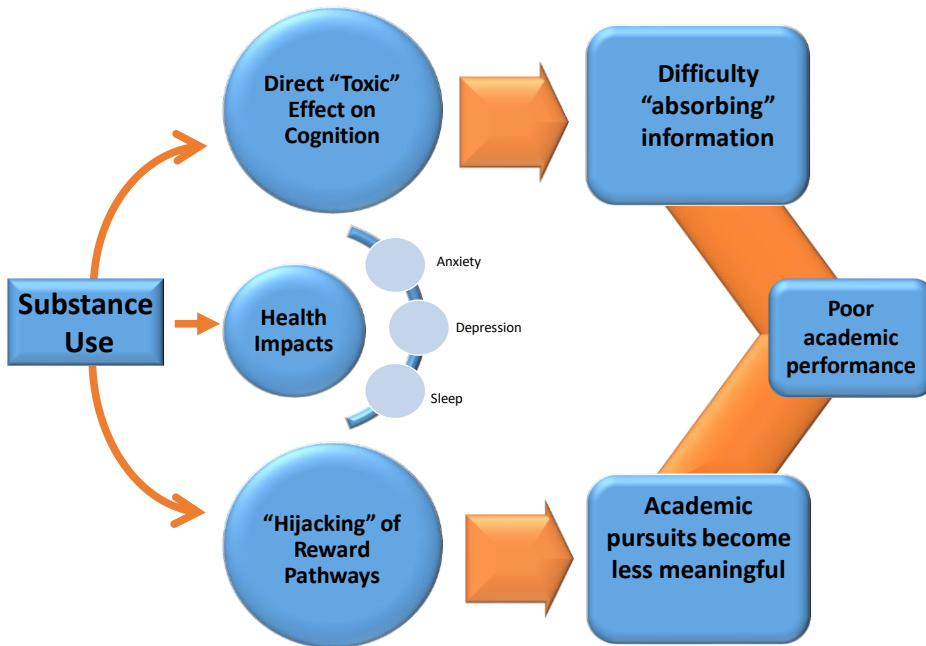 Substance
Use
Direct “Toxic”
Effect on
Cognition
Difficulty
“absorbing”
information
Health
Impacts
Anxiety
Depression
Sleep
“Hijacking” of
Reward
Pathways
Academic
pursuits become
less meaningful
Poor
academic
performance